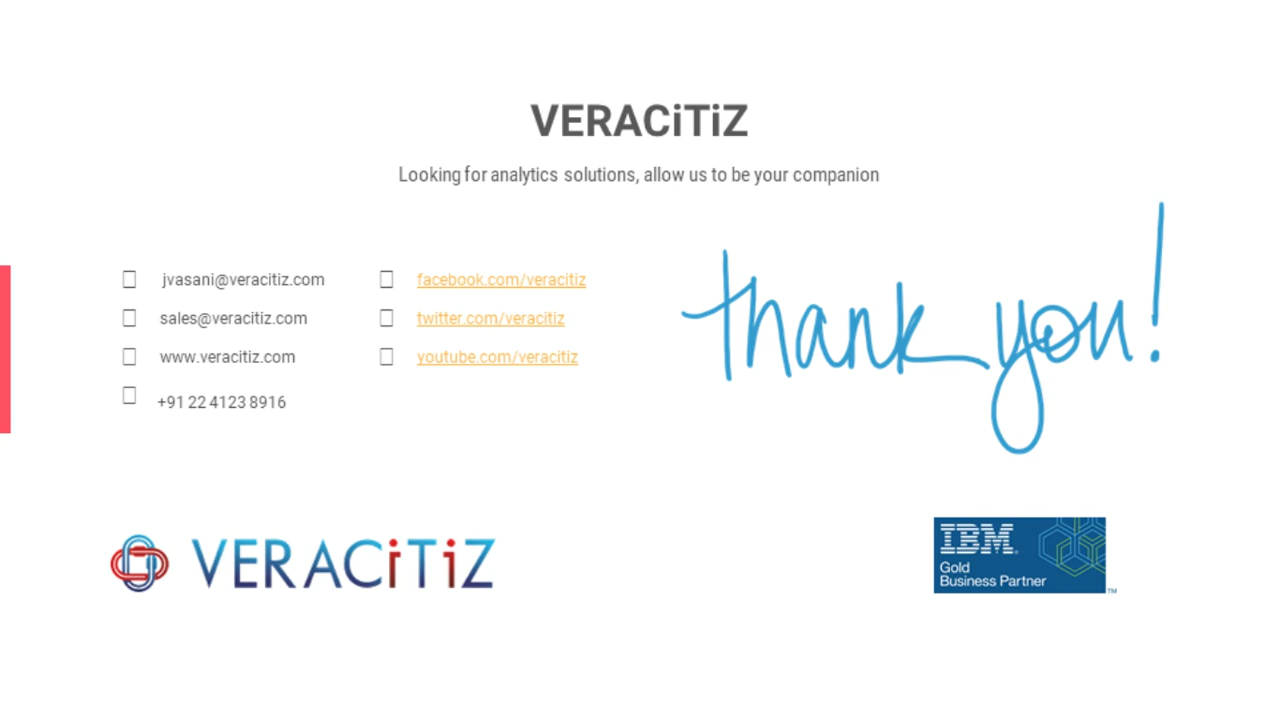 VERACiTiZ
Looking for analytics solutions, allow us to be your companion
jvasani@veracitiz.com
sales@veracitiz.com
www.veracitiz.com
+91 22 4123 8916
facebook.com/veracitiz
twitter.com/veracitiz
youtube.com/veracitiz
thank you!
VERACiTiZ
IBM®
Gold
Business Partner
™